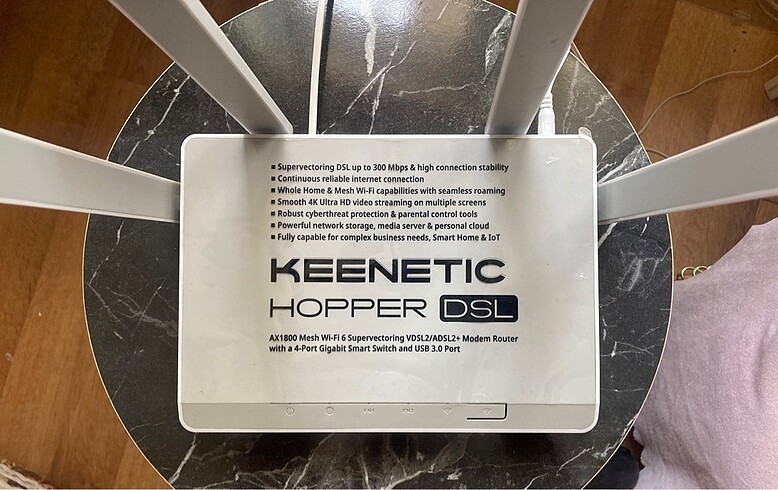 ▪ Supervectoring DSL up to 300 Mbps & high connection stability
▪ Continuous reliable internet connection
▪ Whole Home & Mesh Wi-Fi capabilities with seamless roaming
▪ Smooth 4K Ultra HD video streaming on multiple screens
▪ Robust cyberthreat protection & parental control tools
▪ Powerful network storage, media server & personal cloud
▪ Fully capable for complex business needs, Smart Home & IoT
KEENETIC
HOPPER DSL
AX1800 Mesh Wi-Fi 6 Supervectoring VDSL2/ADSL2+ Modem Router
with a 4-Port Gigabit Smart Switch and USB 3.0 Port